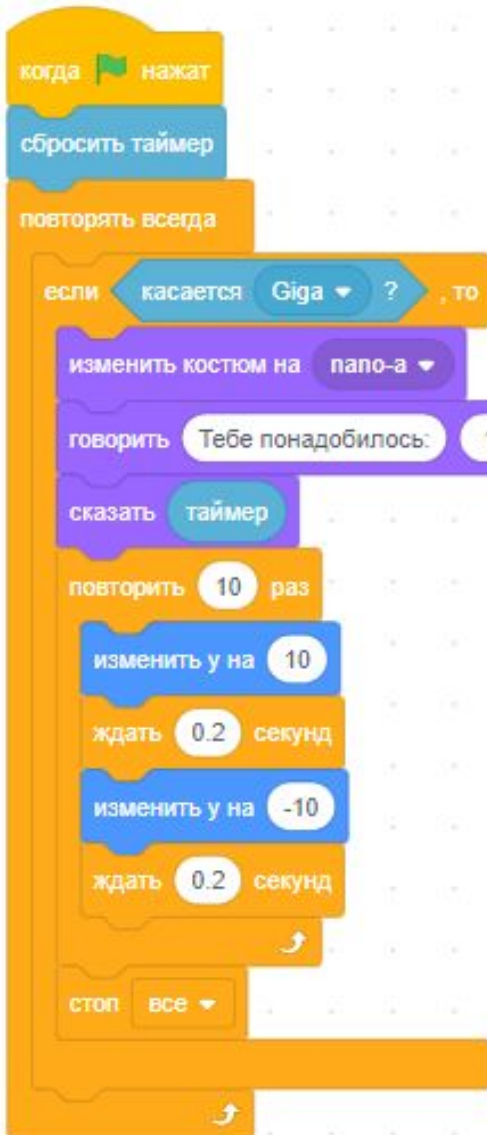 когда нажат
сбросить таймер
повторять всегда
если касается Giga ? , то
изменить костюм на nano-a
говорить Тебе понадобилось:
сказать таймер
повторить 10 раз
изменить y на 10
ждать 0.2 секунд
изменить y на -10
ждать 0.2 секунд
стоп все